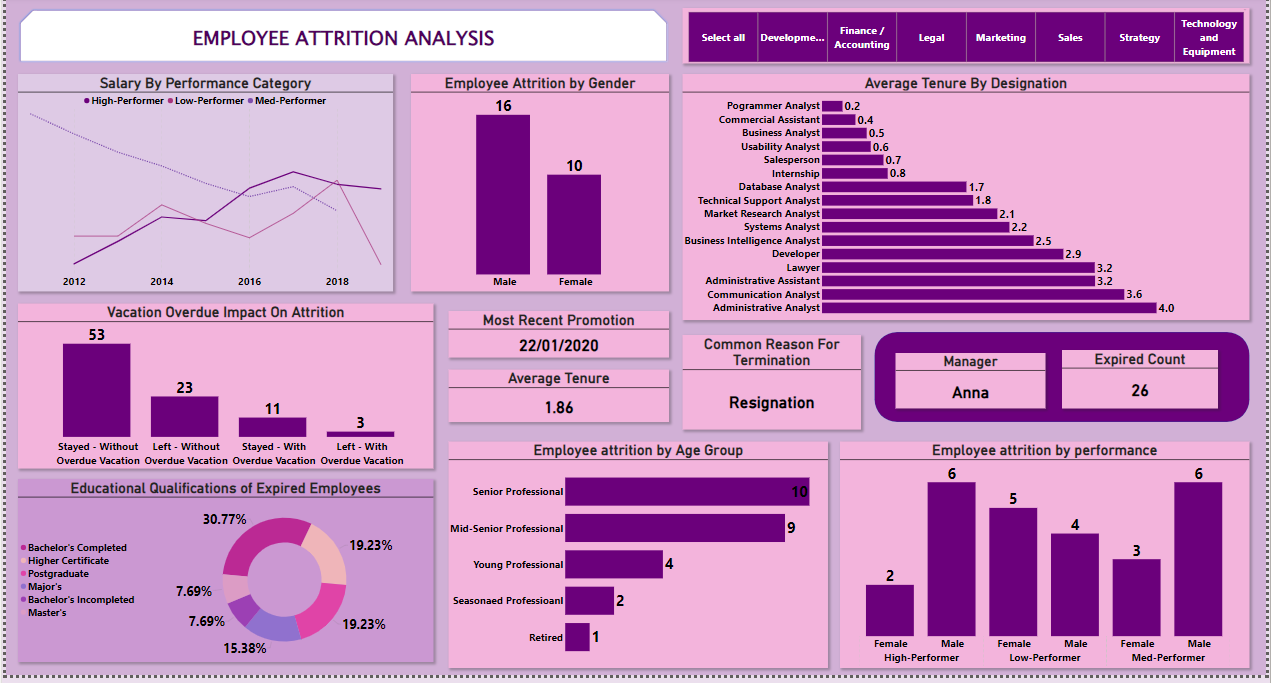 EMPLOYEE ATTRITION ANALYSIS
Select all
Developme...
Finance /
Accounting
Legal
Marketing
Sales
Strategy
Technology
and
Equipment
Salary By Performance Category
High-Performer Low-Performer Med-Performer
2012 2014 2016 2018
Employee Attrition by Gender
16
10
Male Female
Average Tenure By Designation
Pogrammer Analyst 0.2
Commercial Assistant 0.4
Business Analyst 0.5
Usability Analyst 0.6
Salesperson 0.7
Internship 0.8
Database Analyst 1.7
Technical Support Analyst 1.8
Market Research Analyst 2.1
Systems Analyst 2.2
Business Intelligence Analyst 2.5
Developer 2.9
Lawyer 3.2
Administrative Assistant 3.2
Communication Analyst 3.6
Administrative Analyst 4.0
Vacation Overdue Impact On Attrition
53
23
11
3
Stayed - Without
Overdue Vacation
Left - Without
Overdue Vacation
Stayed - With
Overdue Vacation
Left - With
Overdue Vacation
Most Recent Promotion
22/01/2020
Average Tenure
1.86
Common Reason For
Termination
Resignation
Manager
Anna
Expired Count
26
Educational Qualifications of Expired Employees
Bachelor's Completed
Higher Certificate
Postgraduate
Major's
Bachelor's Incompleted
Master's
30.77%
19.23%
19.23%
15.38%
7.69%
7.69%
Employee attrition by Age Group
Senior Professional 10
Mid-Senior Professional 9
Young Professional 4
Seasonaed Professioanl 2
Retired 1
Employee attrition by performance
2
6
5
4
3
6
Female Male Female Male Female Male
High-Performer Low-Performer Med-Performer